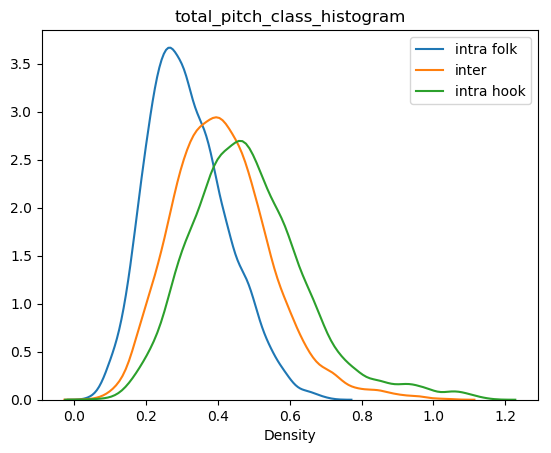 total_pitch_class_histogram
intra folk
inter
intra hook
3.5
3.0
2.5
2.0
1.5
1.0
0.5
0.0
0.0 0.2 0.4 0.6 0.8 1.0 1.2
Density